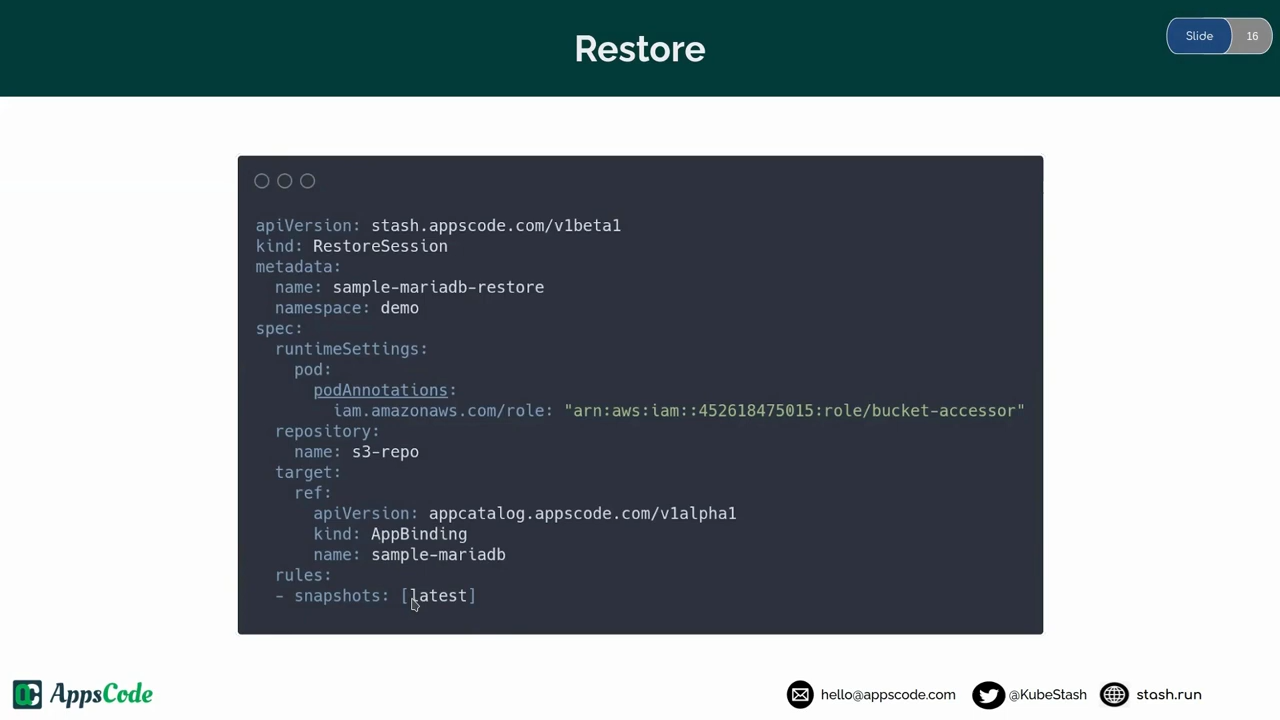 Restore
Slide 16
apiVersion: stash.appscode.com/v1beta1
kind: RestoreSession
metadata:
  name: sample-mariadb-restore
  namespace: demo
spec:
  runtimeSettings:
    pod:
      podAnnotations:
        iam.amazonaws.com/role: "arn:aws:iam::452618475015:role/bucket-accessor"
  repository:
    name: s3-repo
  target:
    ref:
      apiVersion: appcatalog.appscode.com/v1alpha1
      kind: AppBinding
      name: sample-mariadb
  rules:
  - snapshots: [latest]
AppsCode
hello@appscode.com @KubeStash stash.run